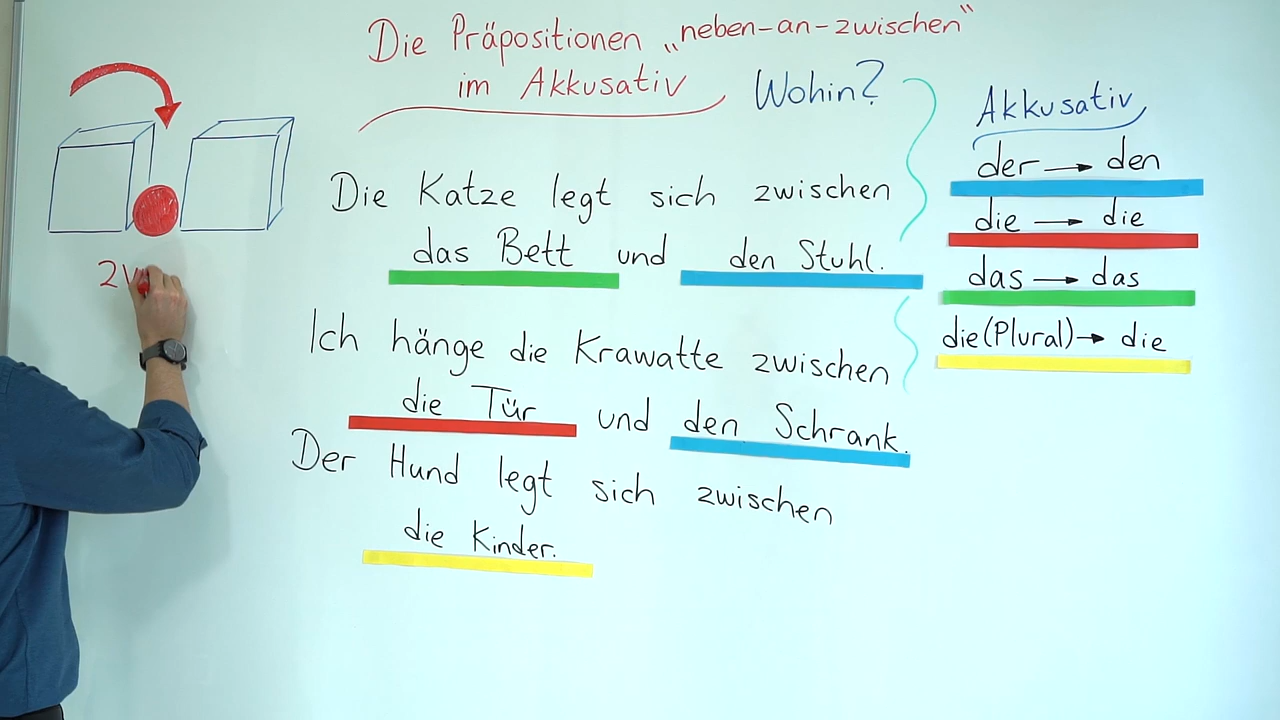 Die Präpositionen „neben-an-zwischen“
im Akkusativ Wohin?
Die Katze legt sich zwischen
das Bett und den Stuhl.
Ich hänge die Krawatte zwischen
die Tür und den Schrank.
Der Hund legt sich zwischen
die Kinder.
Akkusativ
der → den
die → die
das → das
die (Plural) → die